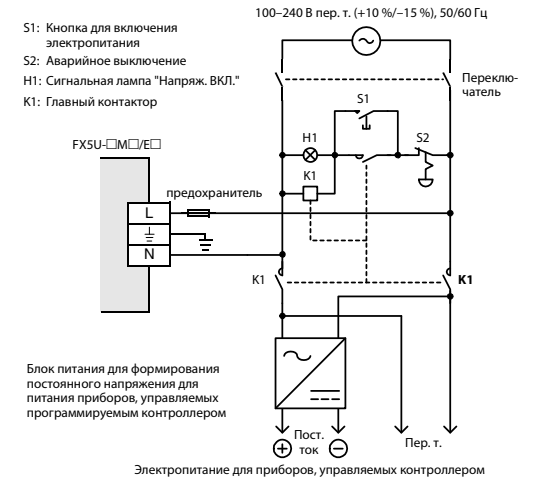 100–240 В пер. т. (+10 %/–15 %), 50/60 Гц
S1: Кнопка для включения
электропитания
S2: Аварийное выключение
H1: Сигнальная лампа "Напряж. ВКЛ."
K1: Главный контактор
Переклю-
чатель
S1
H1
S2
K1
FX5U-□M□/E□
предохранитель
L
N
K1
K1
Блок питания для формирования
постоянного напряжения для
питания приборов, управляемых
программируемым контроллером
Пост.
ток
Пер. т.
Электропитание для приборов, управляемых контроллером